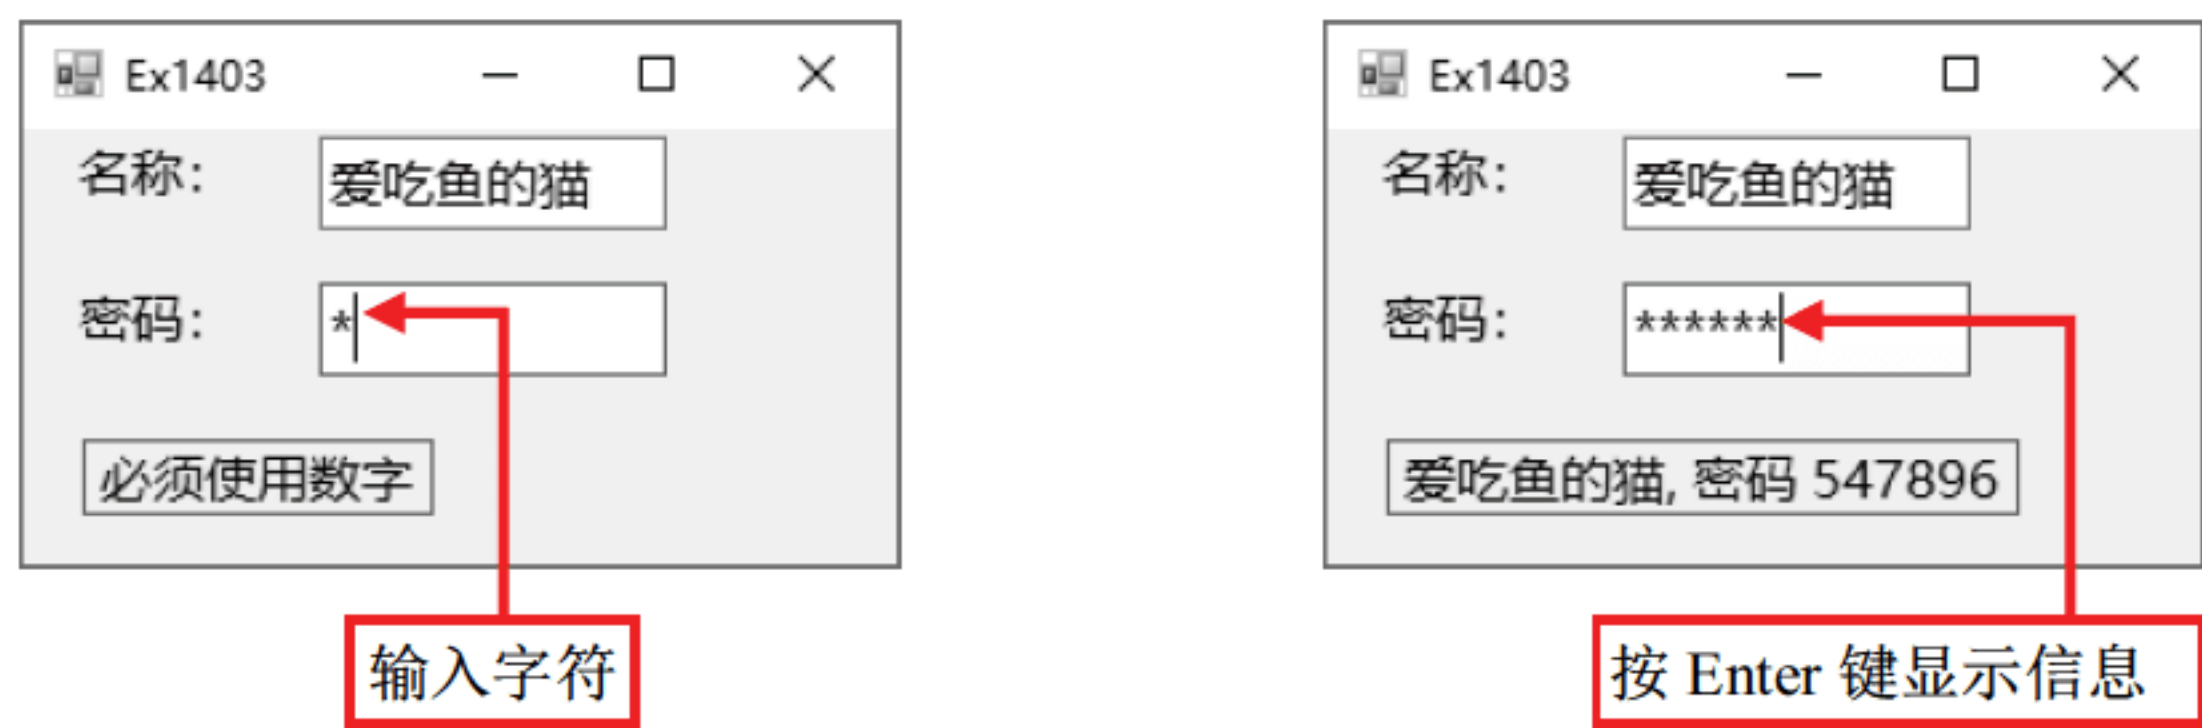 Ex1403
名称：
爱吃鱼的猫
密码：
*
必须使用数字
输入字符
Ex1403
名称：
爱吃鱼的猫
密码：
******
爱吃鱼的猫, 密码 547896
按 Enter 键显示信息